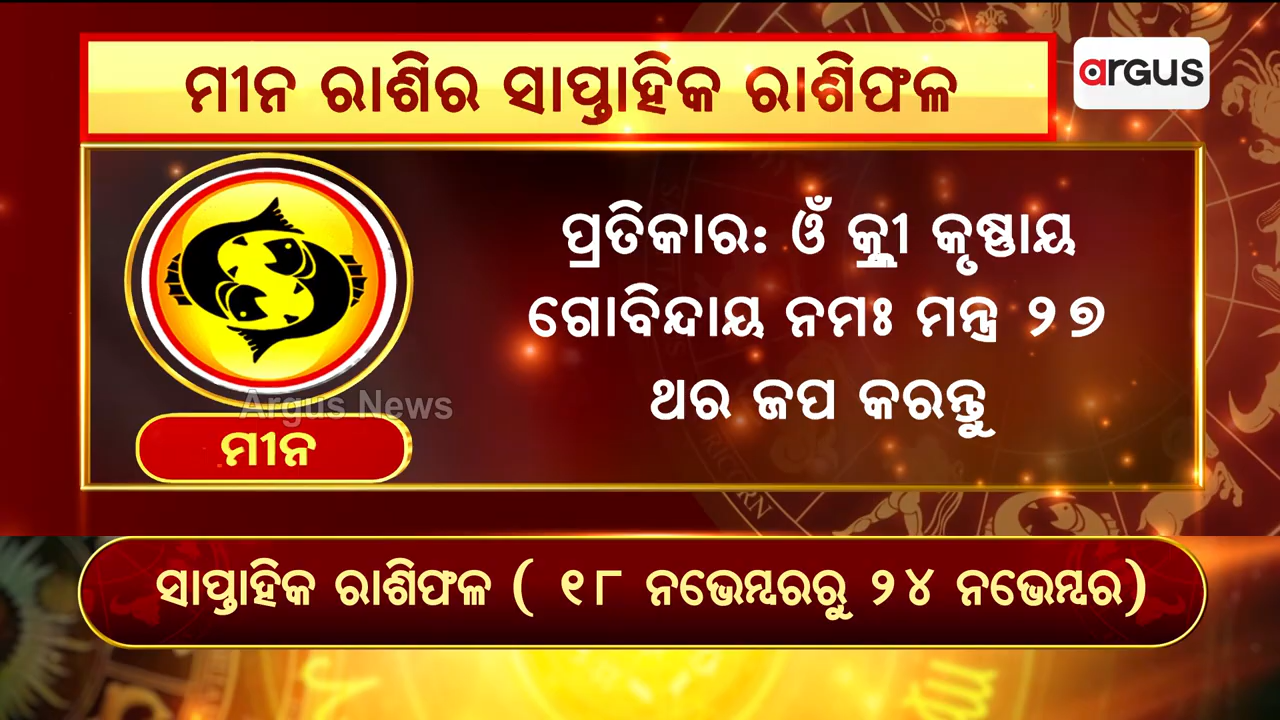 ମୀନ ରାଶିର ସାପ୍ତାହିକ ରାଶିଫଳ
argus
ପ୍ରତିକାର: ଓଁ କ୍ଲୀ କୃଷ୍ଣାୟ
ଗୋବିନ୍ଦାୟ ନମଃ ମନ୍ତ୍ର ୨୭
ଥର ଜପ କରନ୍ତୁ
Argus News
ମୀନ
ସାପ୍ତାହିକ ରାଶିଫଳ ( ୧୮ ନଭେମ୍ବରରୁ ୨୪ ନଭେମ୍ବର)